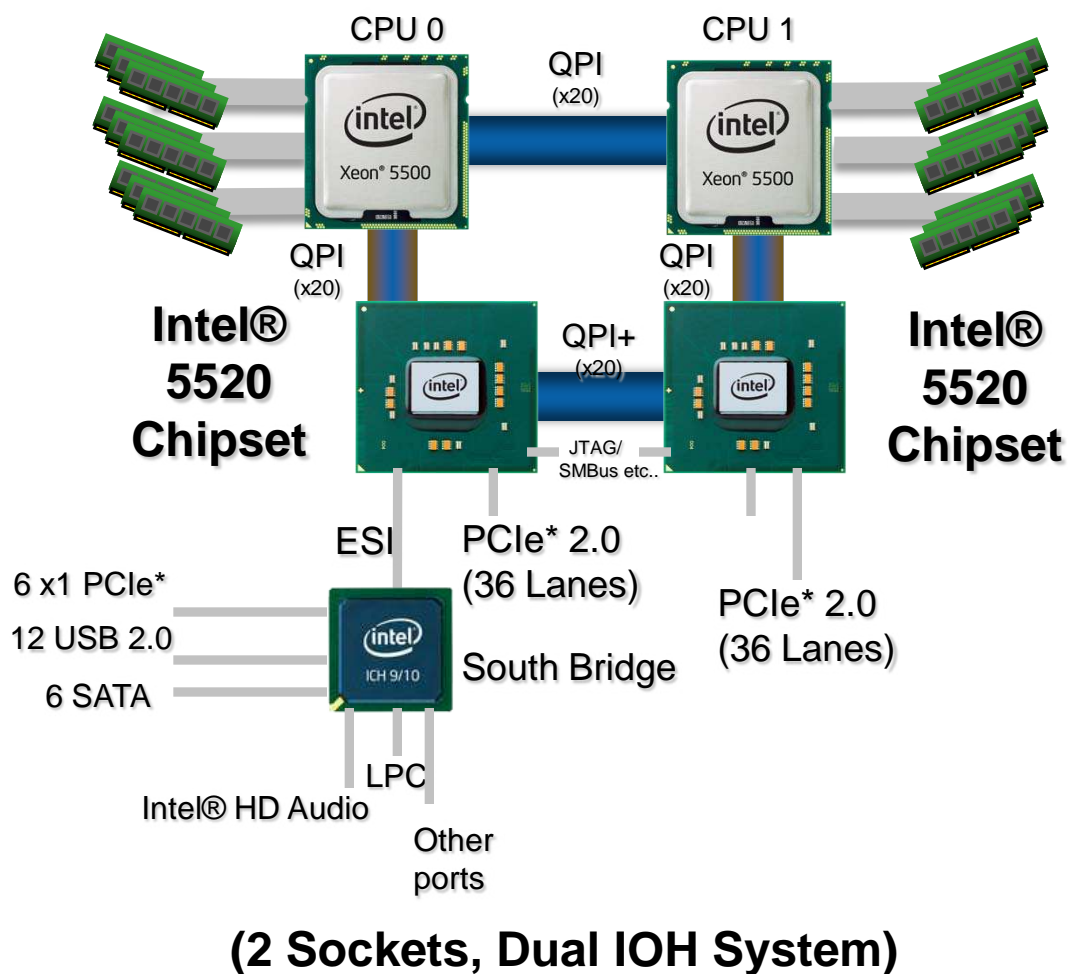 CPU 0
CPU 1
QPI
(x20)
intel
Xeon® 5500
intel
Xeon® 5500
QPI
(x20)
QPI
(x20)
Intel®
5520
Chipset
QPI+
(x20)
intel
intel
Intel®
5520
Chipset
JTAG/
SMBus etc..
ESI
PCIe* 2.0
(36 Lanes)
PCIe* 2.0
(36 Lanes)
6 x1 PCIe*
12 USB 2.0
6 SATA
intel
ICH 9/10
South Bridge
LPC
Intel® HD Audio
Other
ports
(2 Sockets, Dual IOH System)